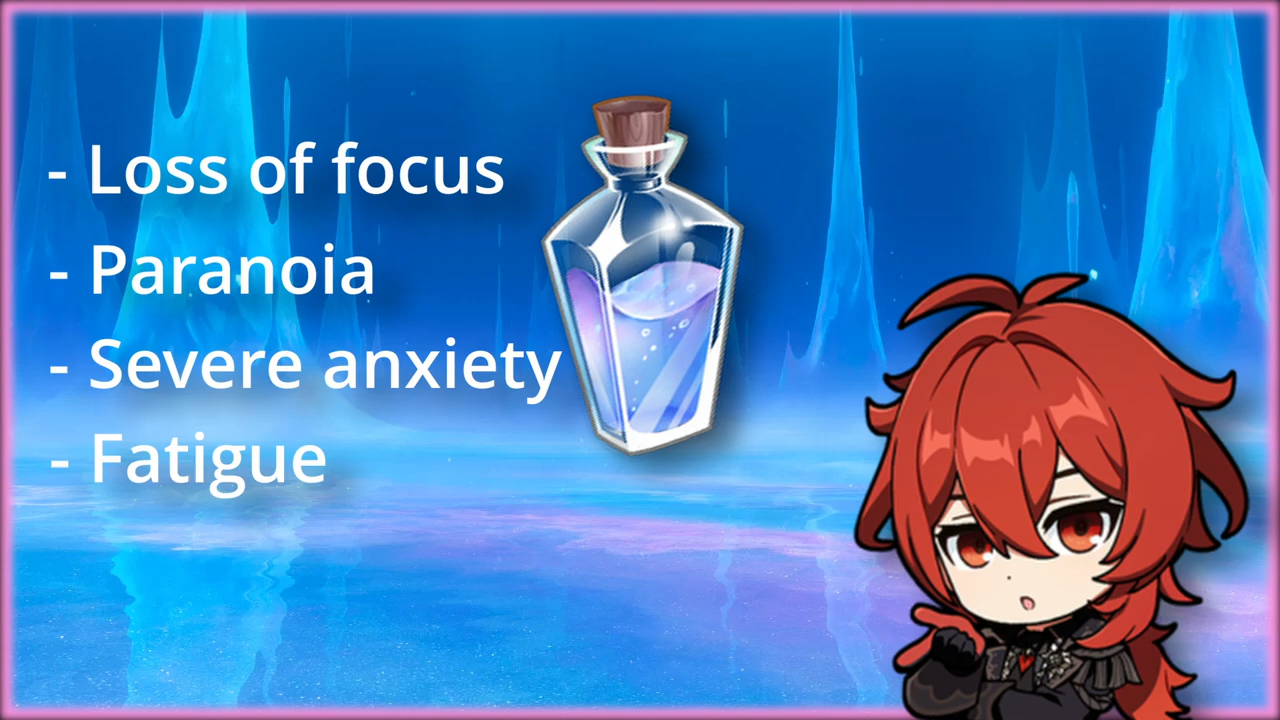 - Loss of focus
- Paranoia
- Severe anxiety
- Fatigue